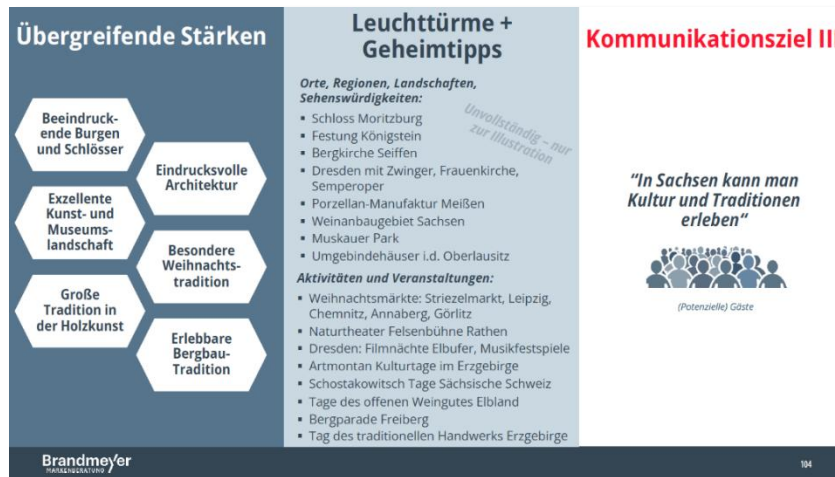 Übergreifende Stärken
Beeindruck-
ende Burgen
und Schlösser
Eindrucksvolle
Architektur
Exzellente
Kunst- und
Museums-
landschaft
Besondere
Weihnachts-
tradition
Große
Tradition in
der Holzkunst
Erlebbare
Bergbau-
Tradition
Leuchttürme +
Geheimtipps
Orte, Regionen, Landschaften,
Sehenswürdigkeiten:
Unvollständig – nur
zur Illustration
▪ Schloss Moritzburg
▪ Festung Königstein
▪ Bergkirche Seiffen
▪ Dresden mit Zwinger, Frauenkirche,
Semperoper
▪ Porzellan-Manufaktur Meißen
▪ Weinanbaugebiet Sachsen
▪ Muskauer Park
▪ Umgebindehäuser i.d. Oberlausitz
Aktivitäten und Veranstaltungen:
▪ Weihnachtsmärkte: Striezelmarkt, Leipzig,
Chemnitz, Annaberg, Görlitz
▪ Naturtheater Felsenbühne Rathen
▪ Dresden: Filmnächte Elbufer, Musikfestspiele
▪ Artmontan Kulturtage im Erzgebirge
▪ Schostakowitsch Tage Sächsische Schweiz
▪ Tage des offenen Weingutes Elbland
▪ Bergparade Freiberg
▪ Tag des traditionellen Handwerks Erzgebirge
Kommunikationsziel III
"In Sachsen kann man
Kultur und Traditionen
erleben"
(Potenzielle) Gäste
Brandmeyer
MARKENBERATUNG
104